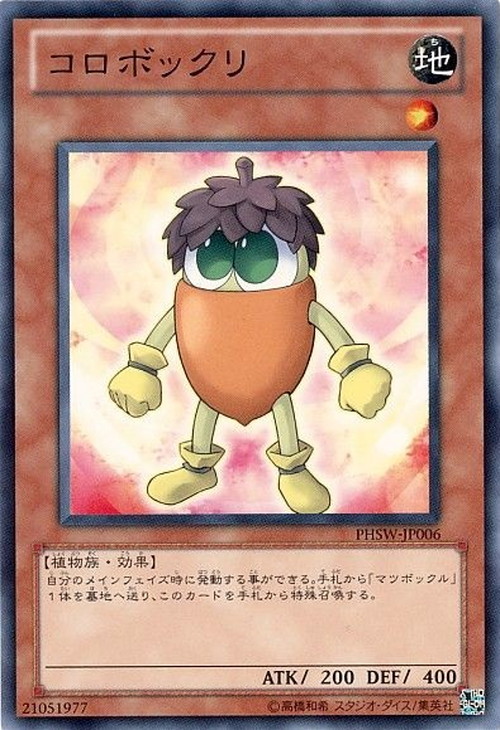 コロボックリ
地
PHSW-JP006
【植物族・効果】
自分のメインフェイズ時に発動する事ができる。手札から「マツボックル」
1体を墓地へ送り、このカードを手札から特殊召喚する。
ATK/ 200 DEF/ 400
21051977
©高橋和希 スタジオ・ダイス/集英社